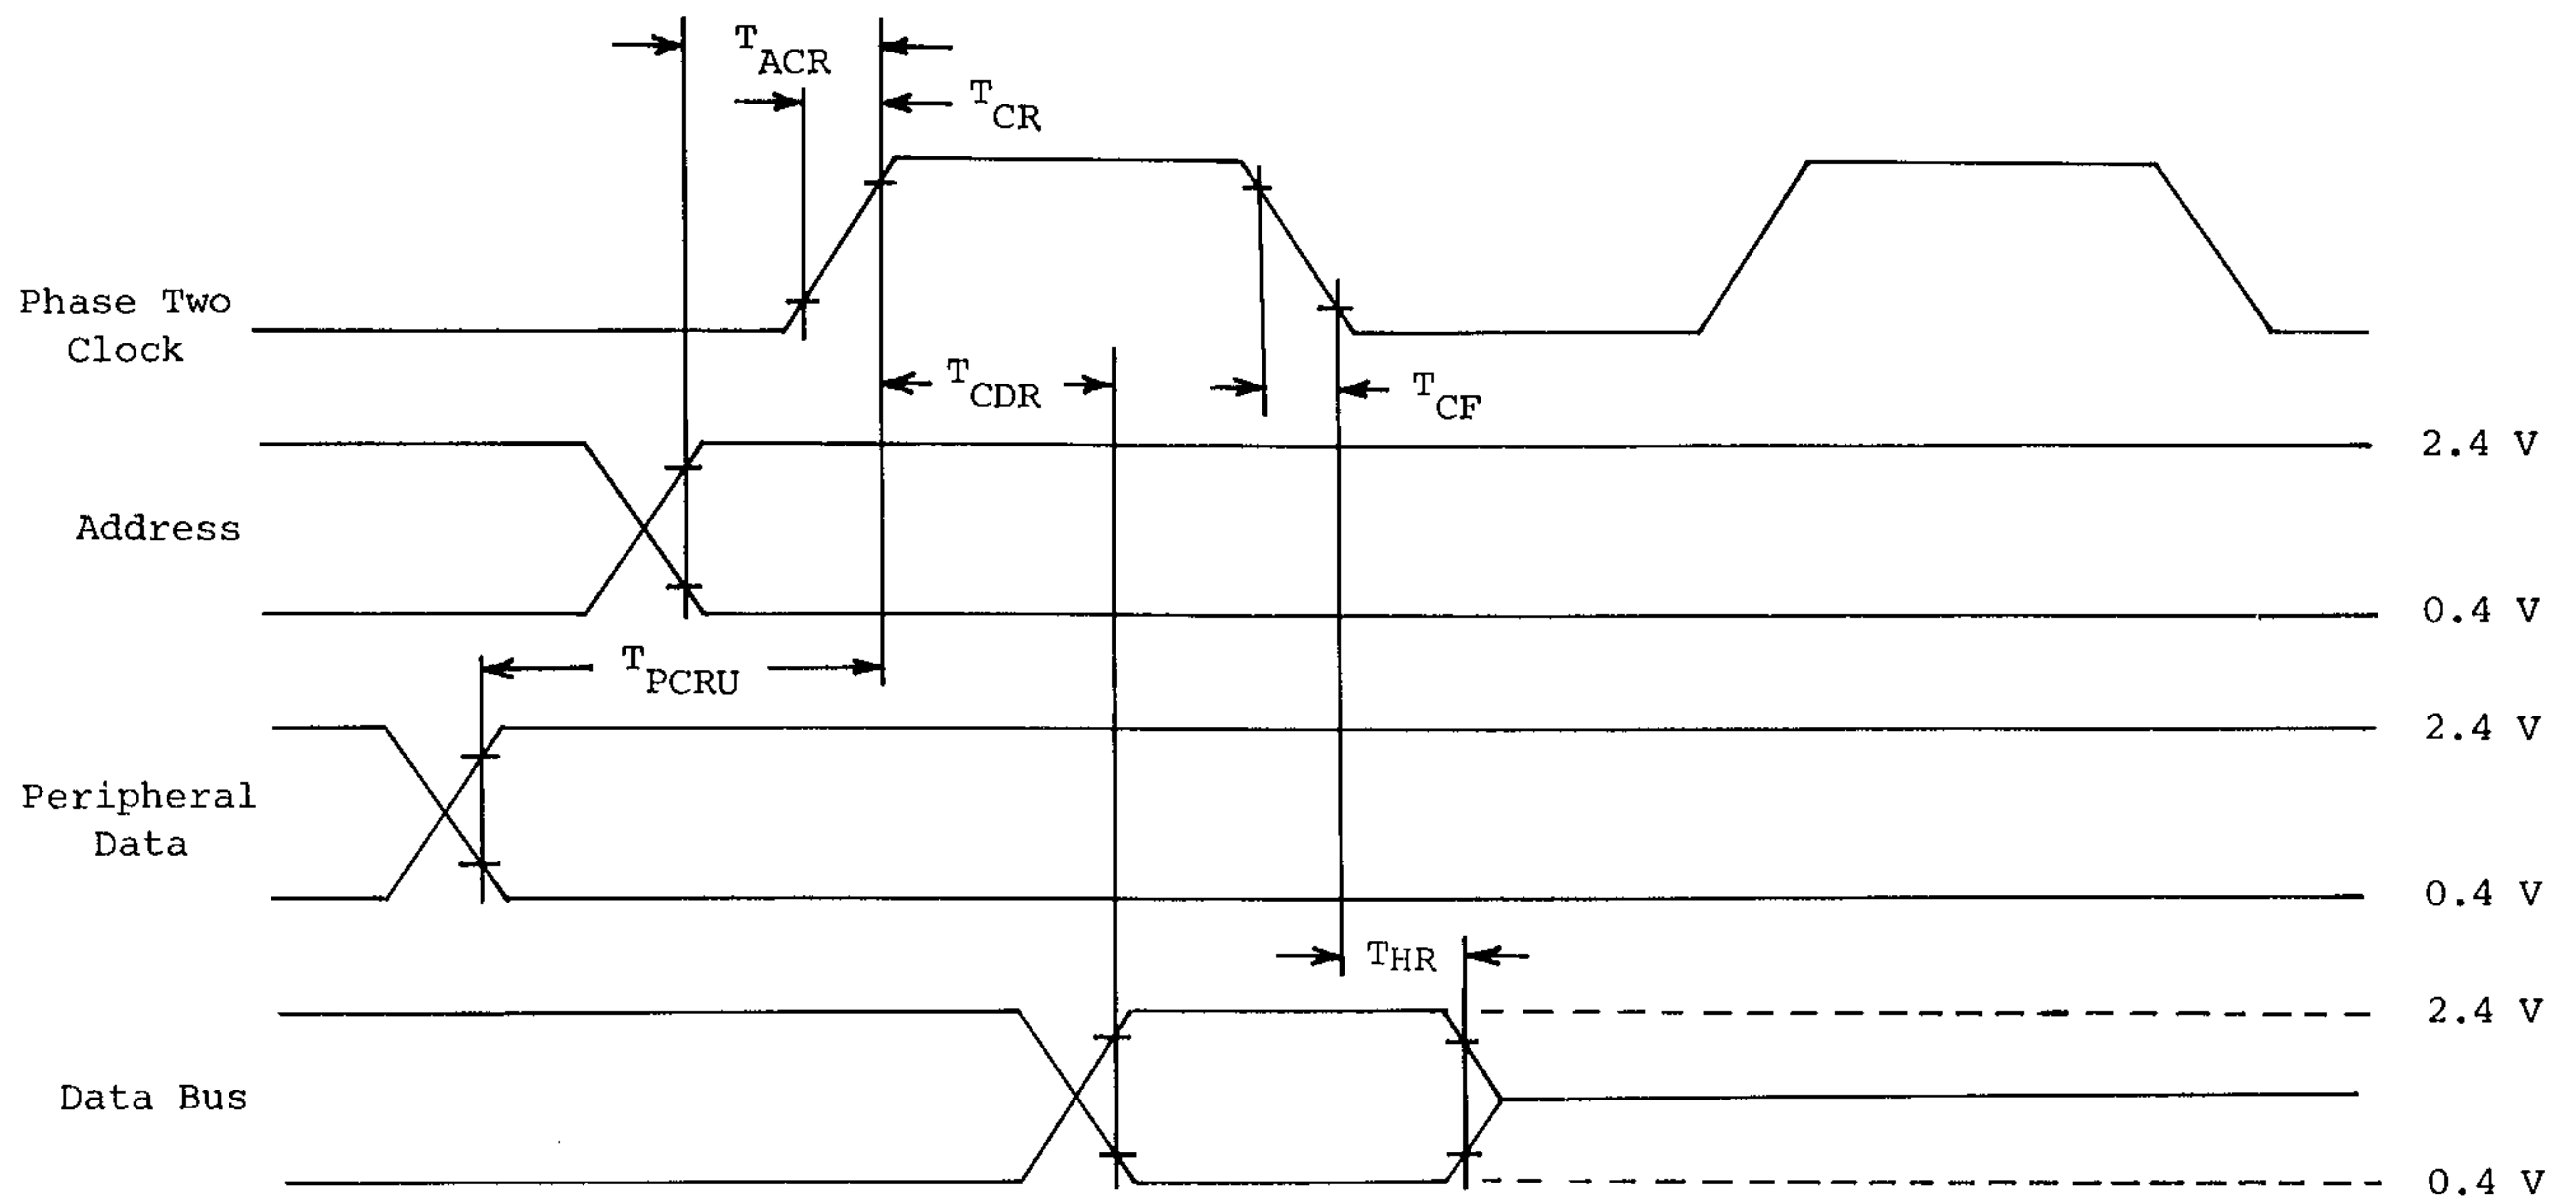 TACR
TCR
Phase Two
Clock
TCDR
TCF
2.4 V
Address
0.4 V
TPCRU
2.4 V
Peripheral
Data
0.4 V
THR
2.4 V
Data Bus
0.4 V